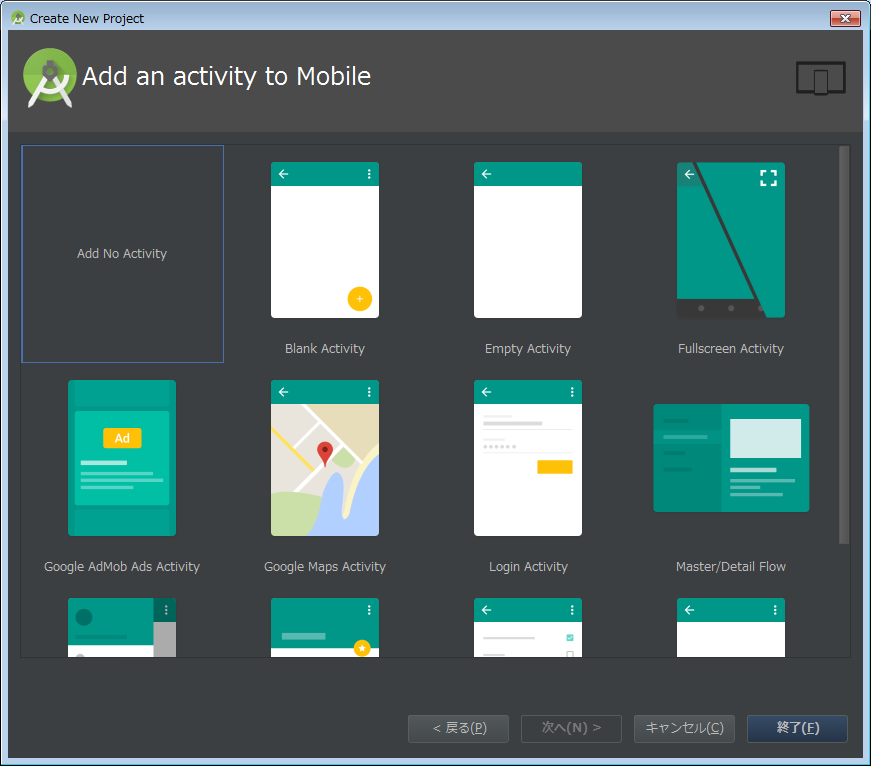 Create New Project
Add an activity to Mobile
Add No Activity
Blank Activity
Empty Activity
Fullscreen Activity
Ad
Google AdMob Ads Activity
Google Maps Activity
Login Activity
Master/Detail Flow
< 戻る(P)
次へ(N) >
キャンセル(C)
終了(F)